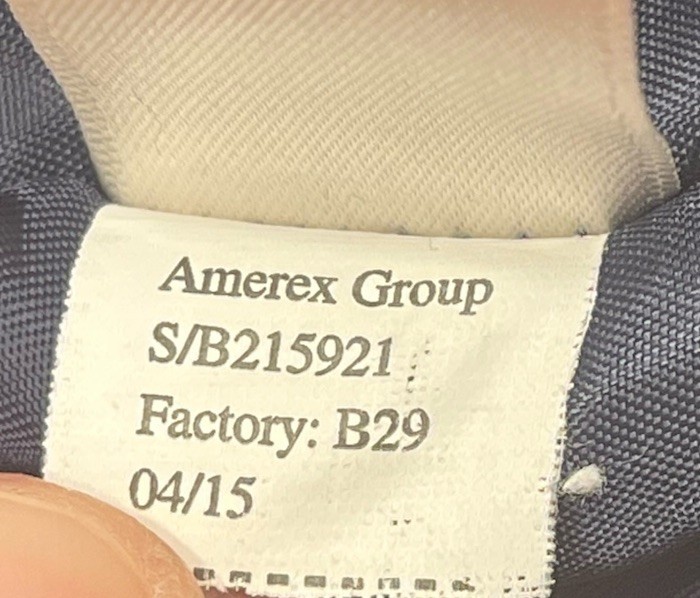 Amerex Group
S/B215921
Factory: B29
04/15